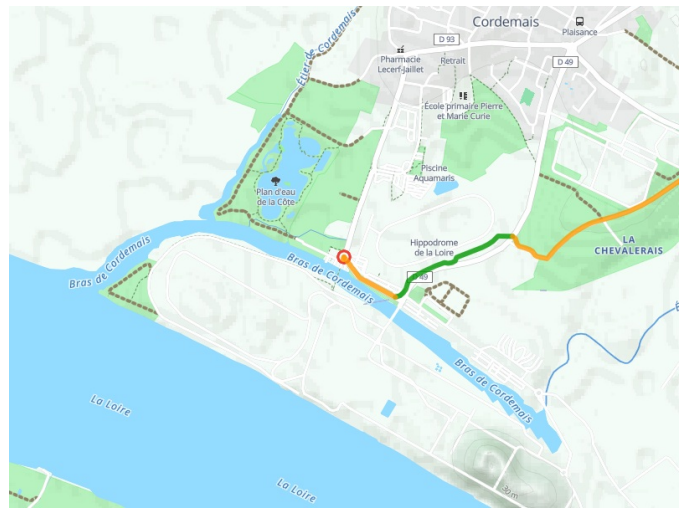 Cordemais
Plaisance
D 93
Pharmacie
Lecerf-Jaillet
Retrait
D 49
Étier de Cordemais
École primaire Pierre
et Marie Curie
Piscine
Aquamaris
Plan d'eau
de la Côte
Hippodrome
de la Loire
LA
CHEVALERAIS
Bras de Cordemais
Bras de Cordemais
Bras de Cordemais
La Loire
La Loire